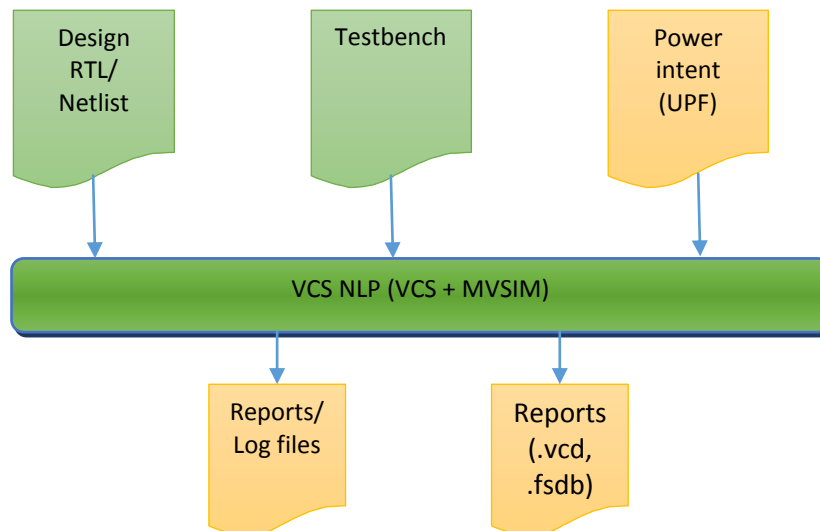 Design
RTL/
Netlist
Testbench
Power
intent
(UPF)
VCS NLP (VCS + MVSIM)
Reports/
Log files
Reports
(.vcd,
.fsdb)